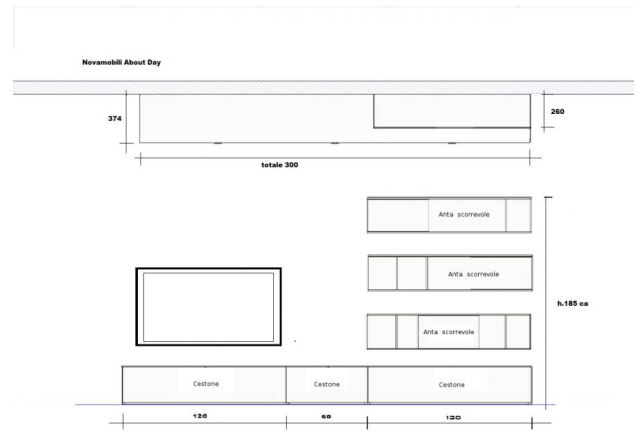 Novamobili About Day
374
260
totale 300
Anta scorrevole
Anta scorrevole
h.185 ca
Anta scorrevole
Cestone
Cestone
Cestone
120
60
120